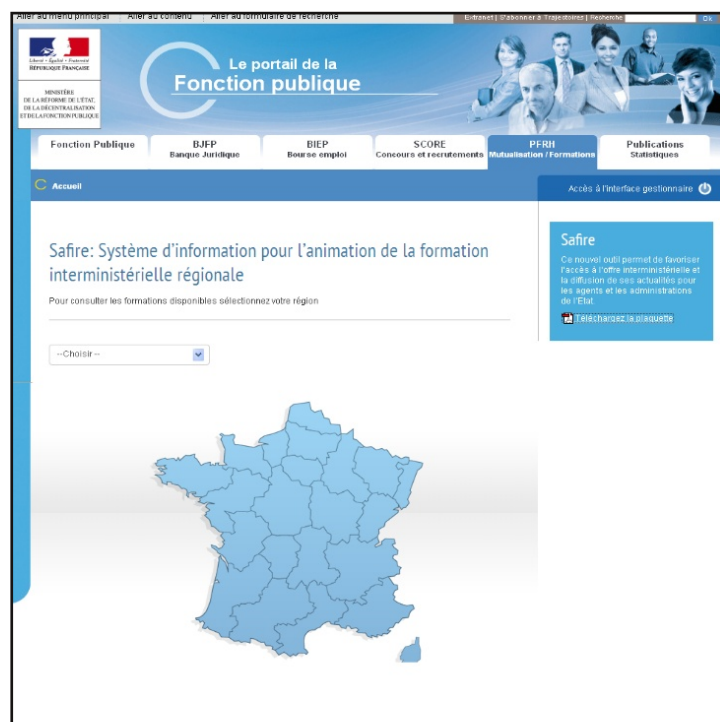 Aller au menu principal Aller au contenu Aller au formulaire de recherche
Extranet | S'abonner à Trajectoires | Recherche Ok
Liberté • Égalité • Fraternité
RÉPUBLIQUE FRANÇAISE
MINISTÈRE
DE LA RÉFORME DE L'ÉTAT,
DE LA DÉCENTRALISATION
ET DE LA FONCTION PUBLIQUE
Le portail de la
Fonction publique
Fonction Publique
BJFP
Banque Juridique
BIEP
Bourse emploi
SCORE
Concours et recrutements
PFRH
Mutualisation / Formations
Publications
Statistiques
Accueil
Accès à l'interface gestionnaire
Safire: Système d'information pour l'animation de la formation
interministérielle régionale
Pour consulter les formations disponibles sélectionnez votre région
--Choisir --
Safire
Ce nouvel outil permet de favoriser
l'accès à l'offre interministérielle et
la diffusion de ses actualités pour
les agents et les administrations
de l'Etat.
Téléchargez la plaquette